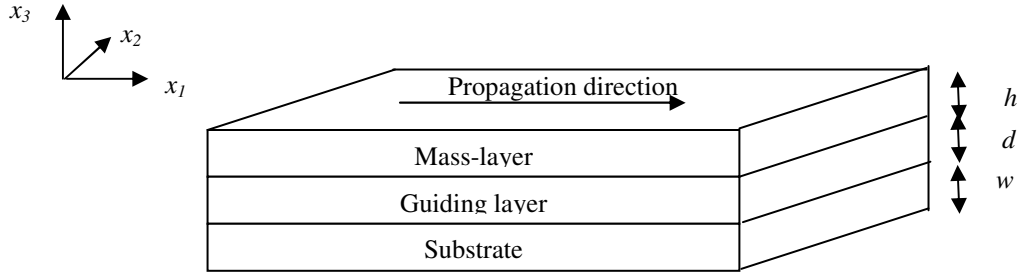 x3
x2
x1
Propagation direction
h
Mass-layer
d
Guiding layer
w
Substrate